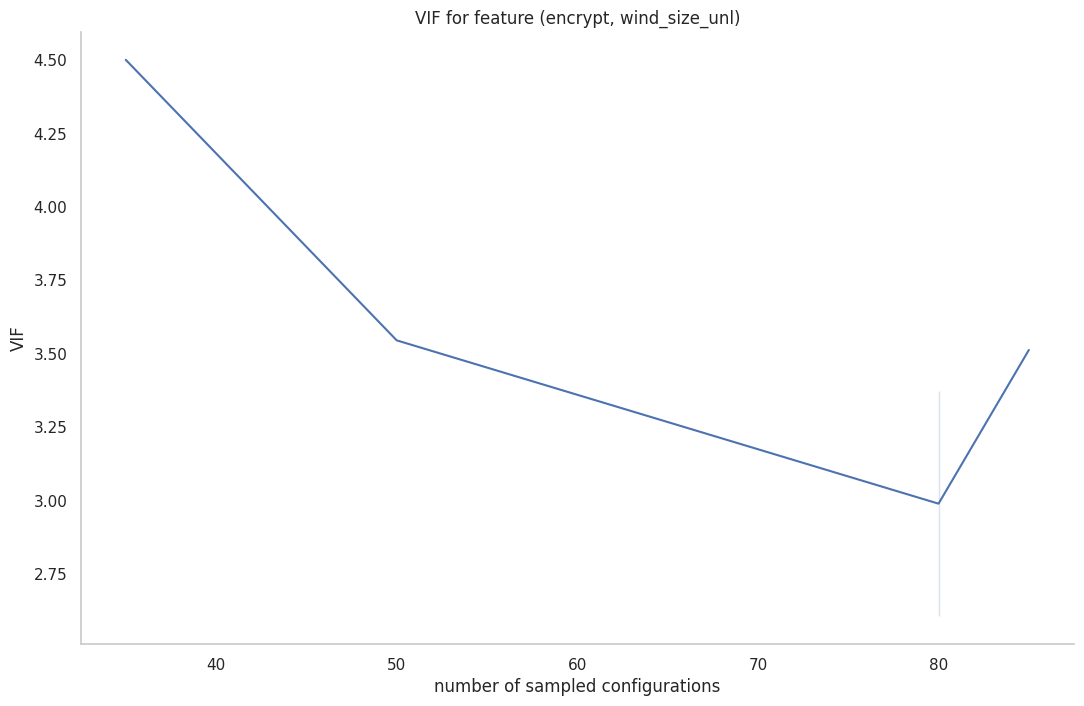 VIF for feature (encrypt, wind_size_unl)
4.50
4.25
4.00
3.75
3.50
3.25
3.00
2.75
VIF
40 50 60 70 80
number of sampled configurations